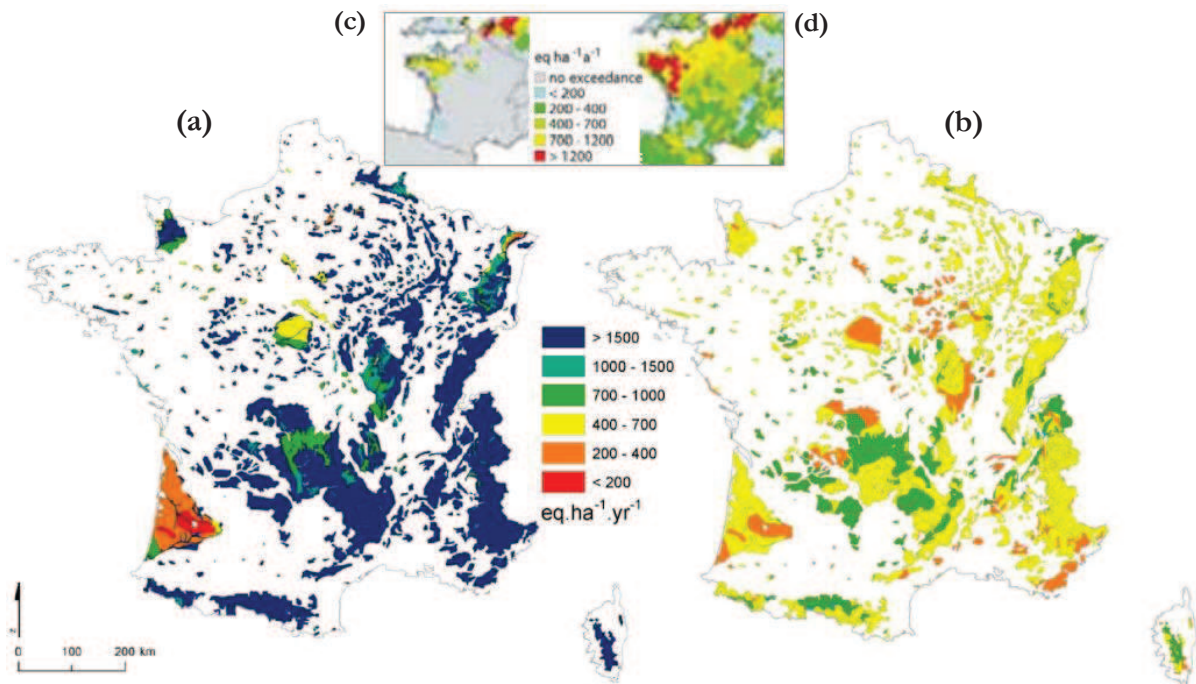 (c)
(d)
eq ha⁻¹a⁻¹
no exceedance
< 200
200 - 400
400 - 700
700 - 1200
> 1200
(a)
(b)
> 1500
1000 - 1500
700 - 1000
400 - 700
200 - 400
< 200
eq.ha⁻¹.yr⁻¹
0 100 200 km